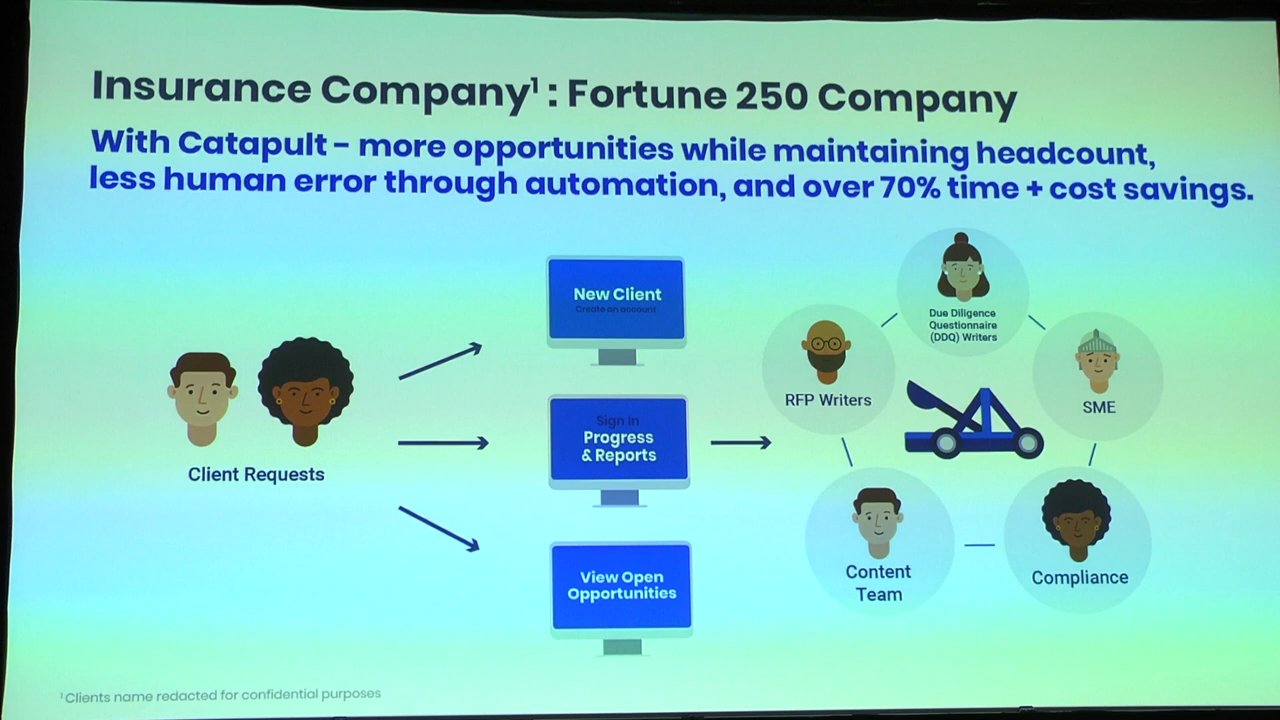 Insurance Company¹ : Fortune 250 Company
With Catapult – more opportunities while maintaining headcount,
less human error through automation, and over 70% time + cost savings.
Client Requests
New Client
Create an account
Sign In
Progress
& Reports
View Open
Opportunities
Due Diligence
Questionnaire
(DDQ) Writers
RFP Writers
SME
Content
Team
Compliance
¹Clients name redacted for confidential purposes